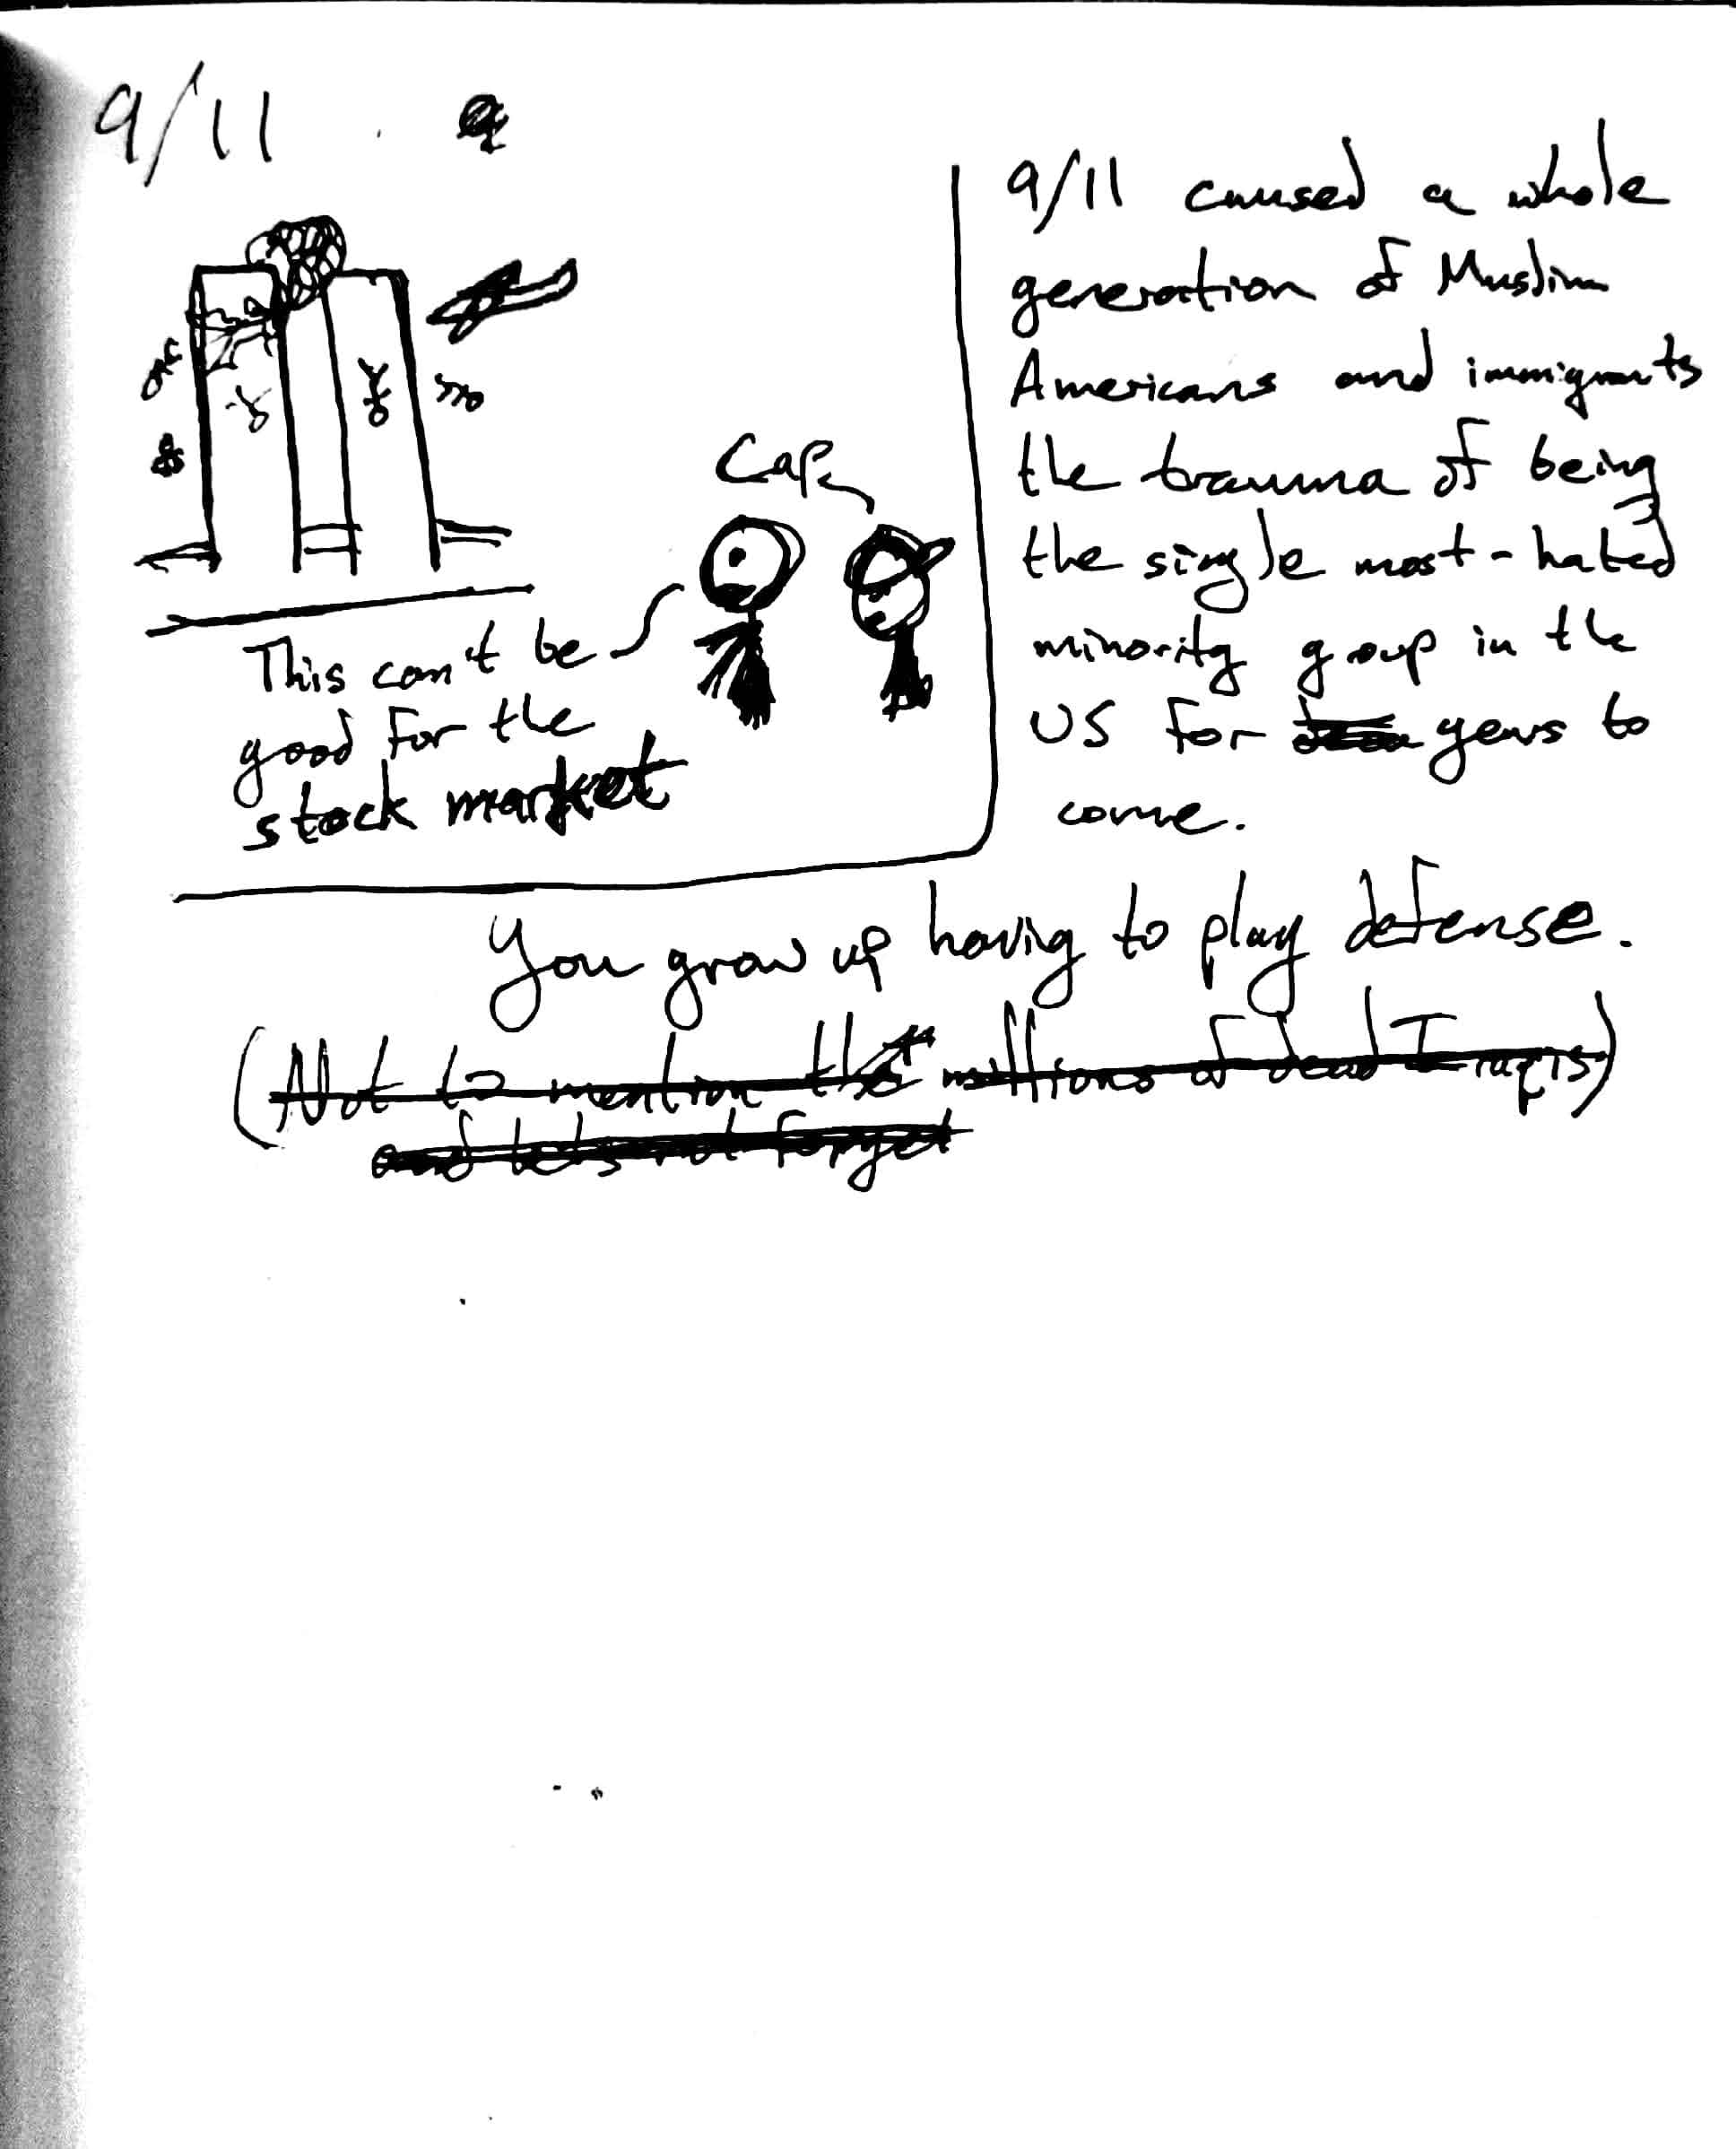 9/11
Cap
This can't be
good for the
stock market
9/11 caused a whole
generation of Muslim
Americans and immigrants
the trauma of being
the single most-hated
minority group in the
US for years to
come.
You grow up having to play defense.
(Not to mention the millions of dead Iraqis)
and let's not forget